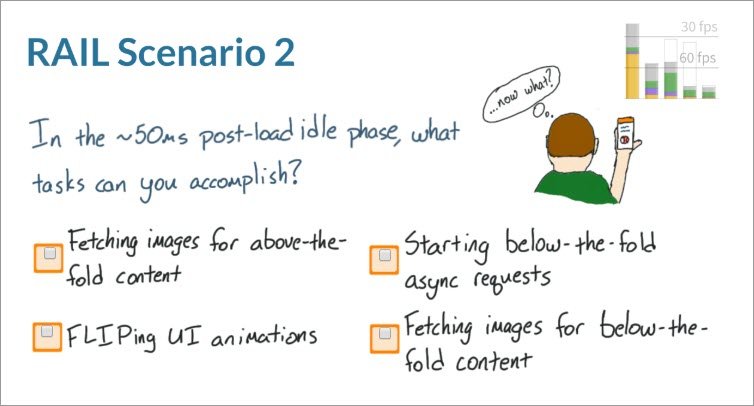 RAIL Scenario 2
30 fps
60 fps
...now what?
In the ~50ms post-load idle phase, what
tasks can you accomplish?
Fetching images for above-the-
fold content
Starting below-the-fold
async requests
FLIPing UI animations
Fetching images for below-the-
fold content